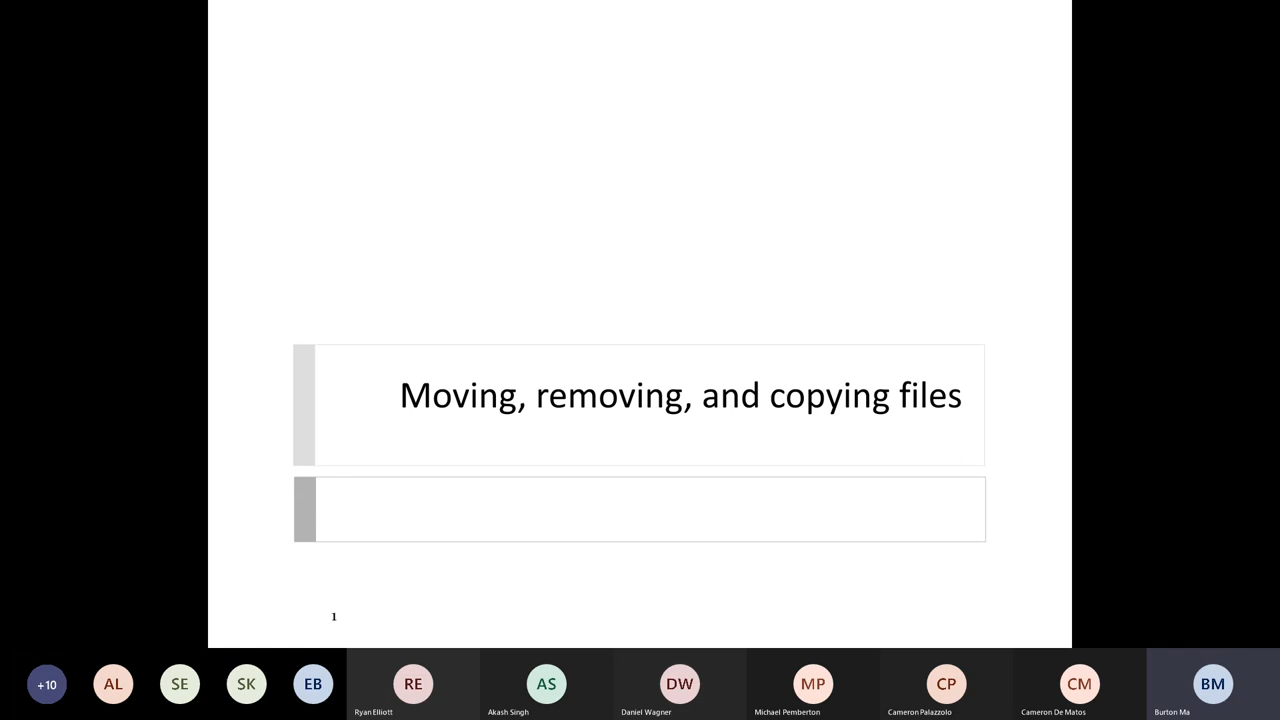 Moving, removing, and copying files
1
+10
AL
SE
SK
EB
RE
AS
DW
MP
CP
CM
BM
Ryan Elliott
Akash Singh
Daniel Wagner
Michael Pemberton
Cameron Palazzolo
Cameron De Matos
Burton Ma